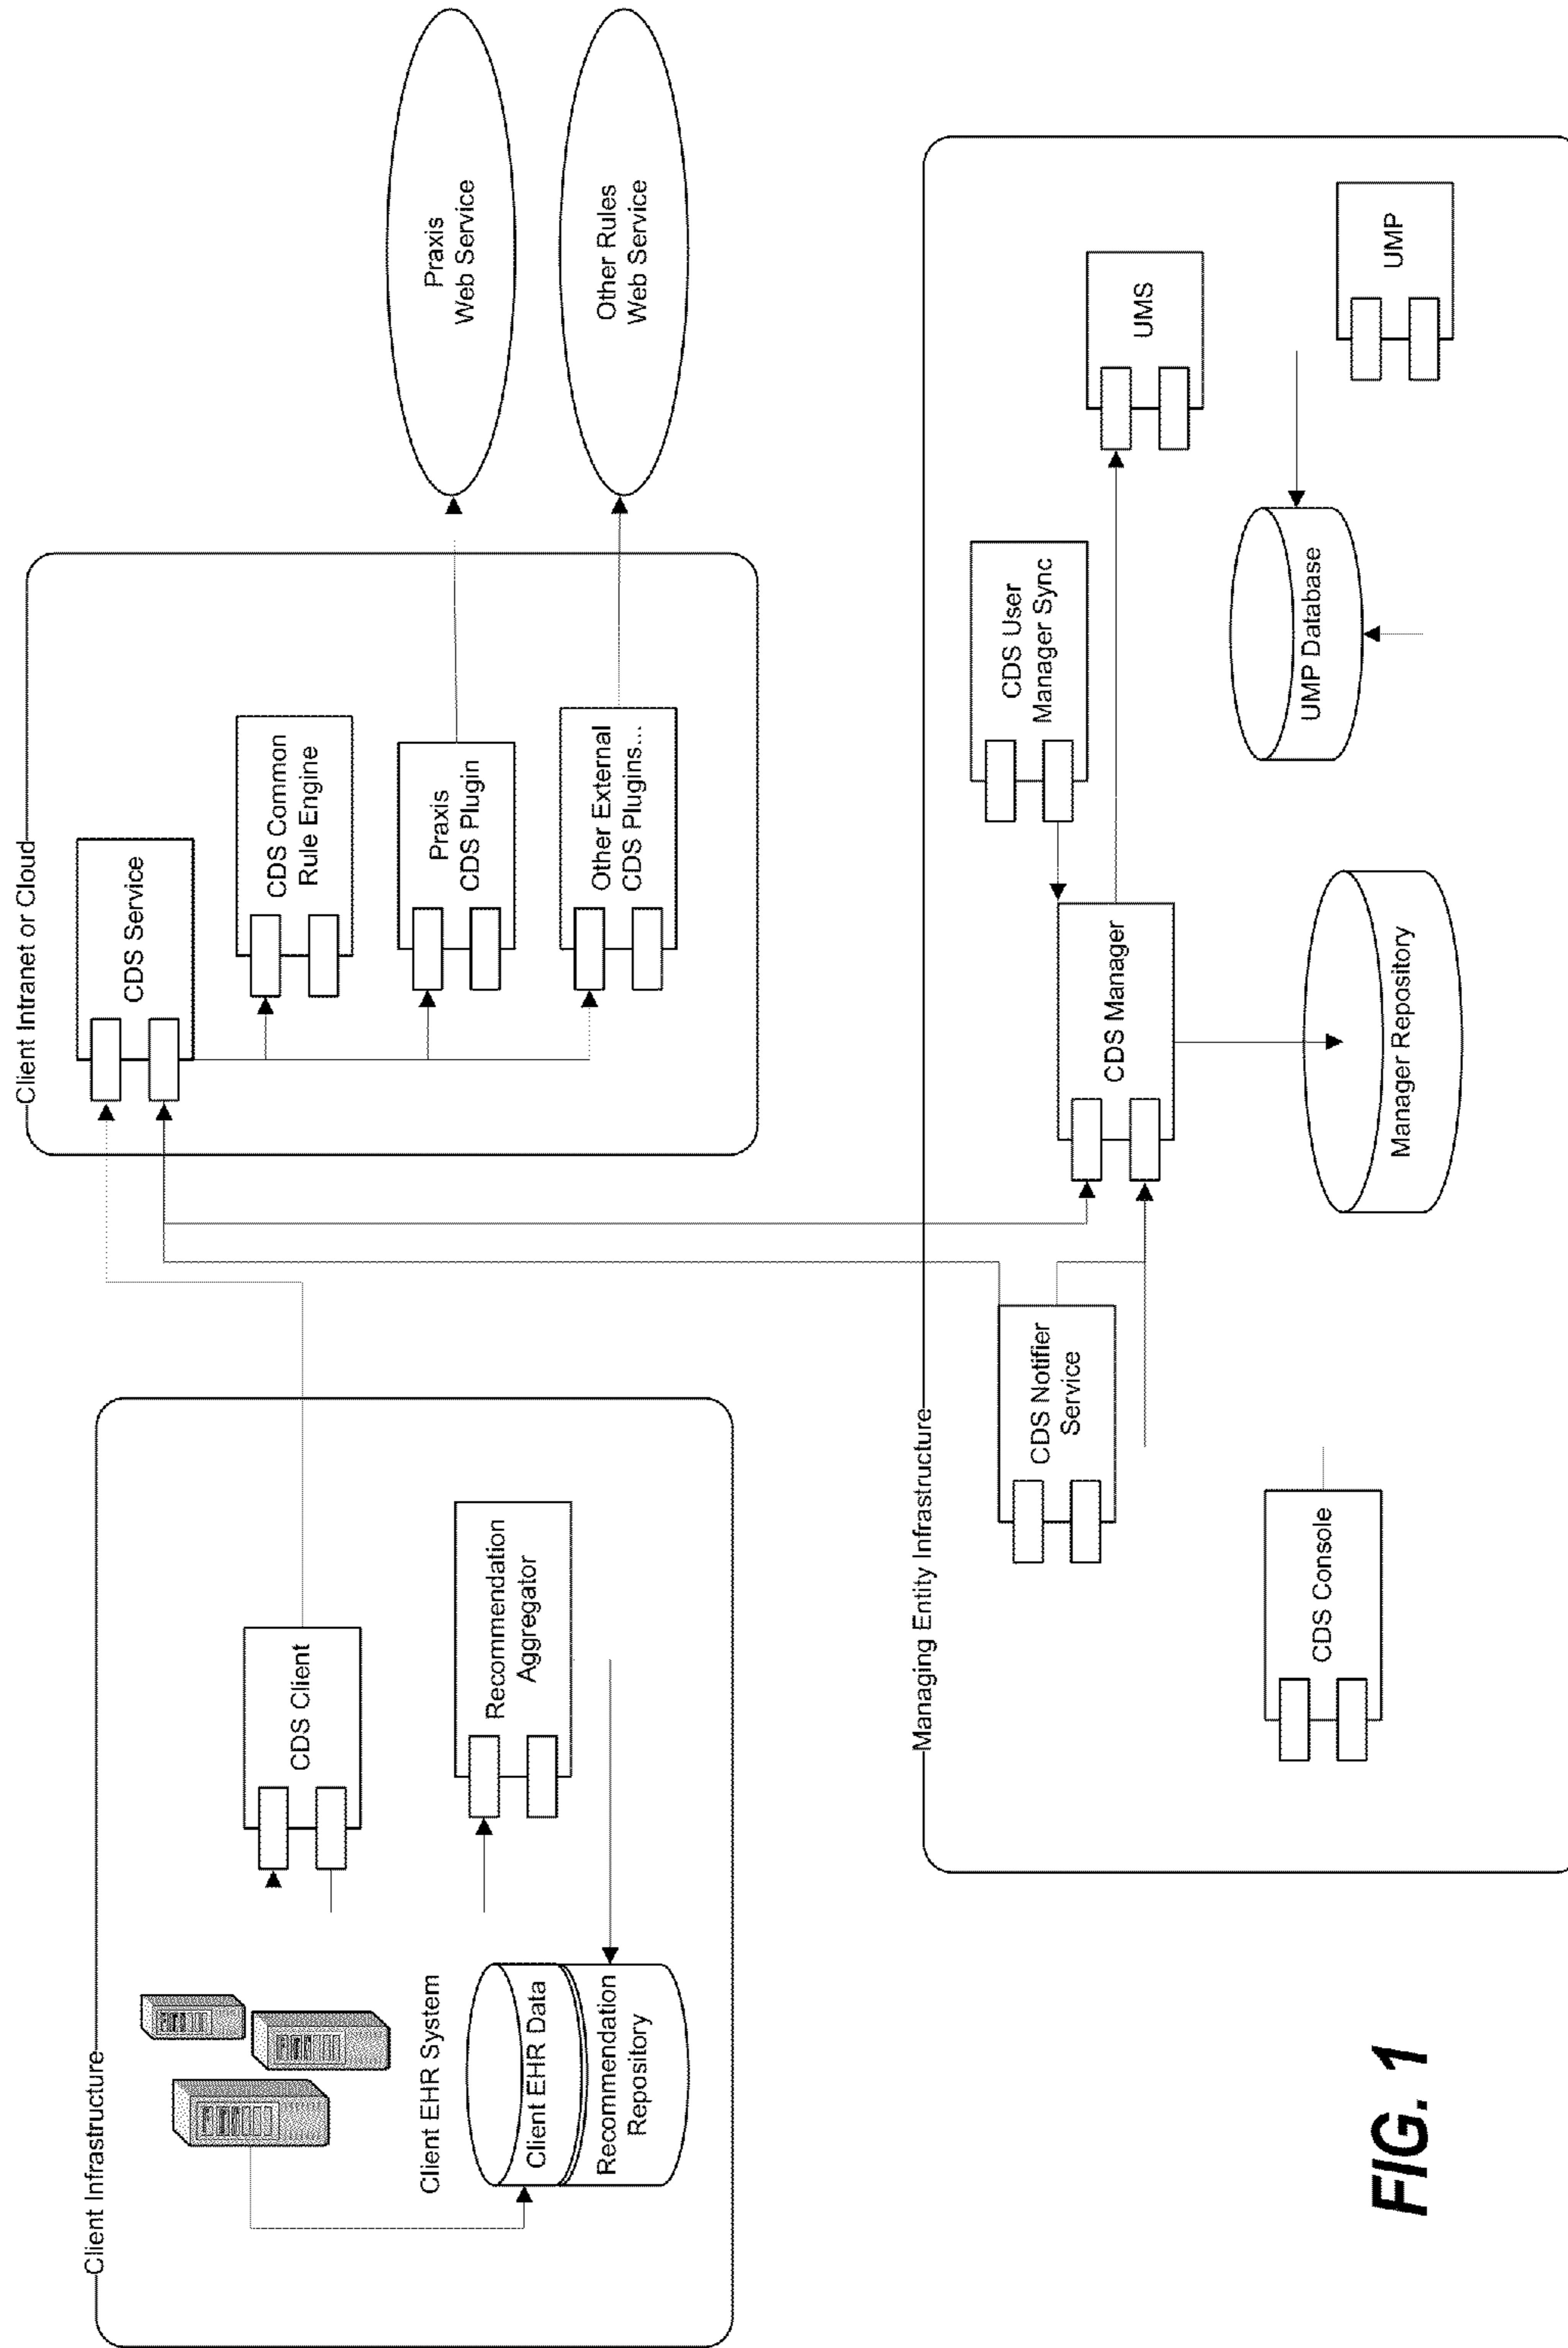 Client Infrastructure
Client EHR System
Client EHR Data
Recommendation
Repository
CDS Client
Recommendation
Aggregator
Client Intranet or Cloud
CDS Service
CDS Common
Rule Engine
Praxis
CDS Plugin
Other External
CDS Plugins...
Praxis
Web Service
Other Rules
Web Service
Managing Entity Infrastructure
CDS Notifier
Service
CDS Console
CDS Manager
Manager Repository
CDS User
Manager Sync
UMS
UMP Database
UMP
FIG. 1